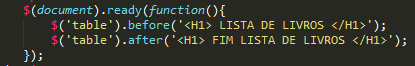 $(document).ready(function(){
$('table').before('<H1> LISTA DE LIVROS </H1>');
$('table').after('<H1> FIM LISTA DE LIVROS </H1>');
});